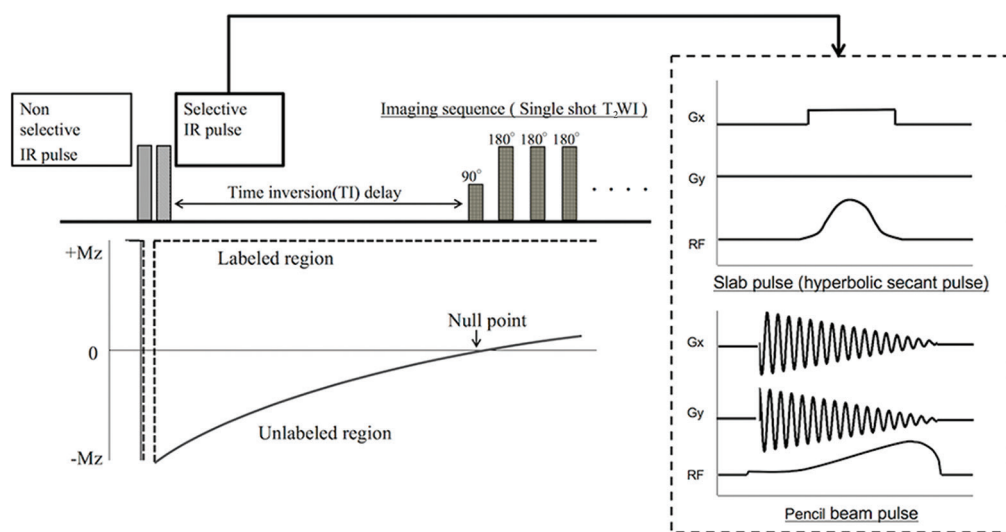 Non
selective
IR pulse
Selective
IR pulse
Imaging sequence ( Single shot T2WI)
180° 180° 180°
90°
Time inversion(TI) delay
. . . . .
+Mz
Labeled region
Null point
0
Unlabeled region
-Mz
Gx
Gy
RF
Slab pulse (hyperbolic secant pulse)
Gx
Gy
RF
Pencil beam pulse